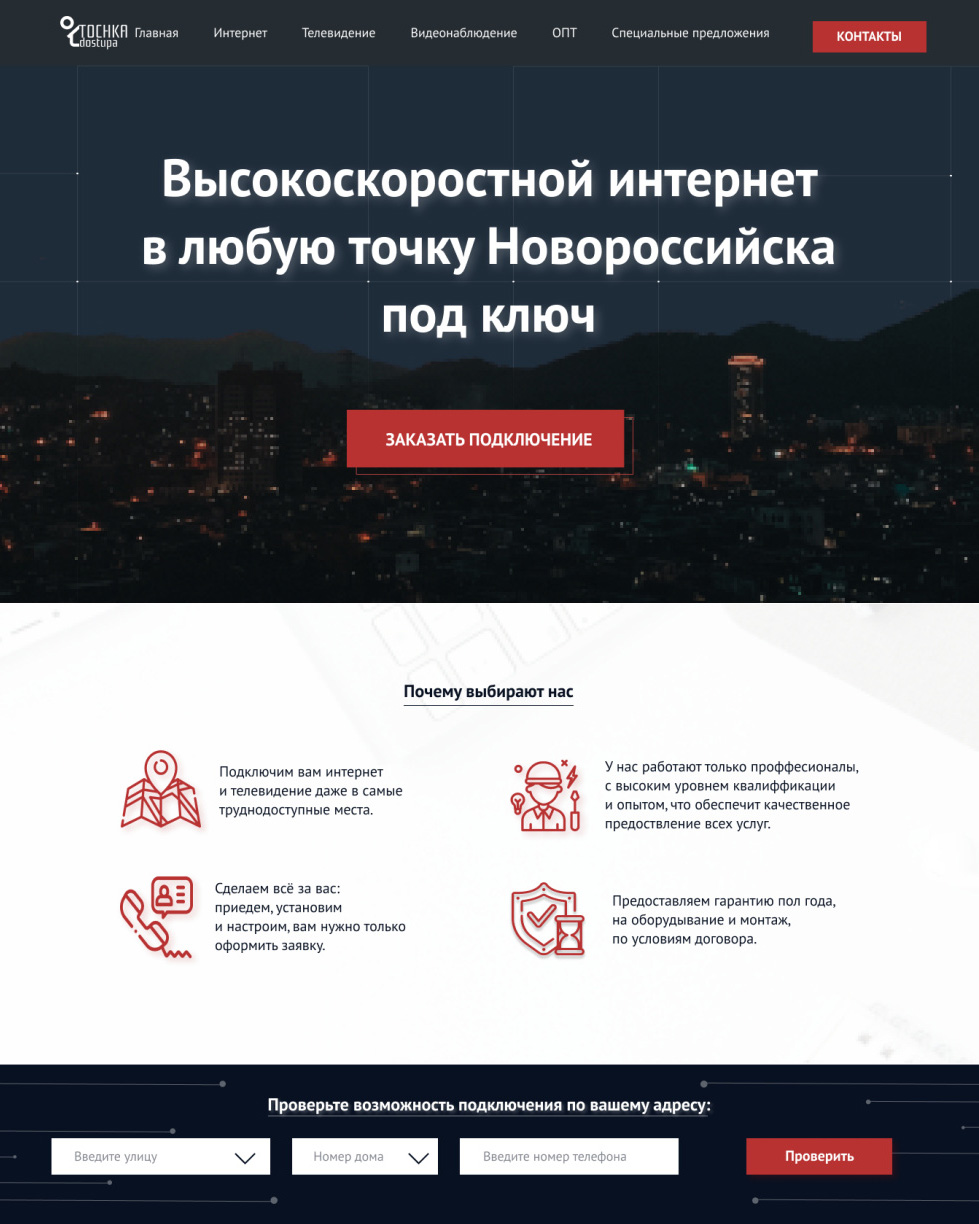 TOCHKA
dostupa
Главная Интернет Телевидение Видеонаблюдение ОПТ Специальные предложения КОНТАКТЫ
Высокоскоростной интернет
в любую точку Новороссийска
под ключ
ЗАКАЗАТЬ ПОДКЛЮЧЕНИЕ
Почему выбирают нас
Подключим вам интернет
и телевидение даже в самые
труднодоступные места.
У нас работают только проффесионалы,
с высоким уровнем квалиффикации
и опытом, что обеспечит качественное
предоствление всех услуг.
Сделаем всё за вас:
приедем, установим
и настроим, вам нужно только
оформить заявку.
Предоставляем гарантию пол года,
на оборудывание и монтаж,
по условиям договора.
Проверьте возможность подключения по вашему адресу:
Введите улицу Номер дома Введите номер телефона Проверить